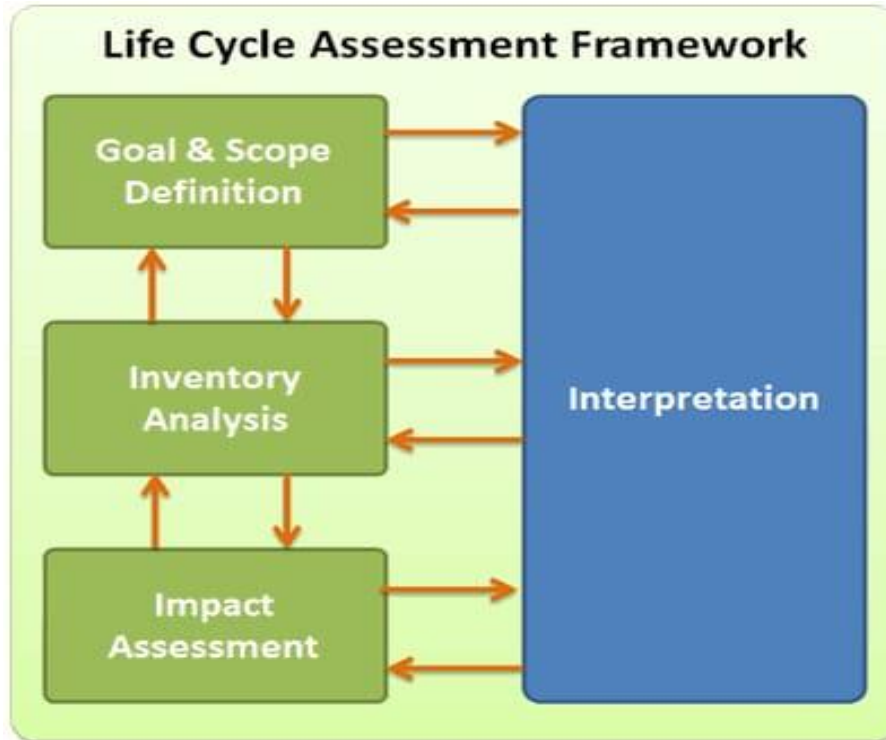 Life Cycle Assessment Framework
Goal & Scope
Definition
Inventory
Analysis
Interpretation
Impact
Assessment